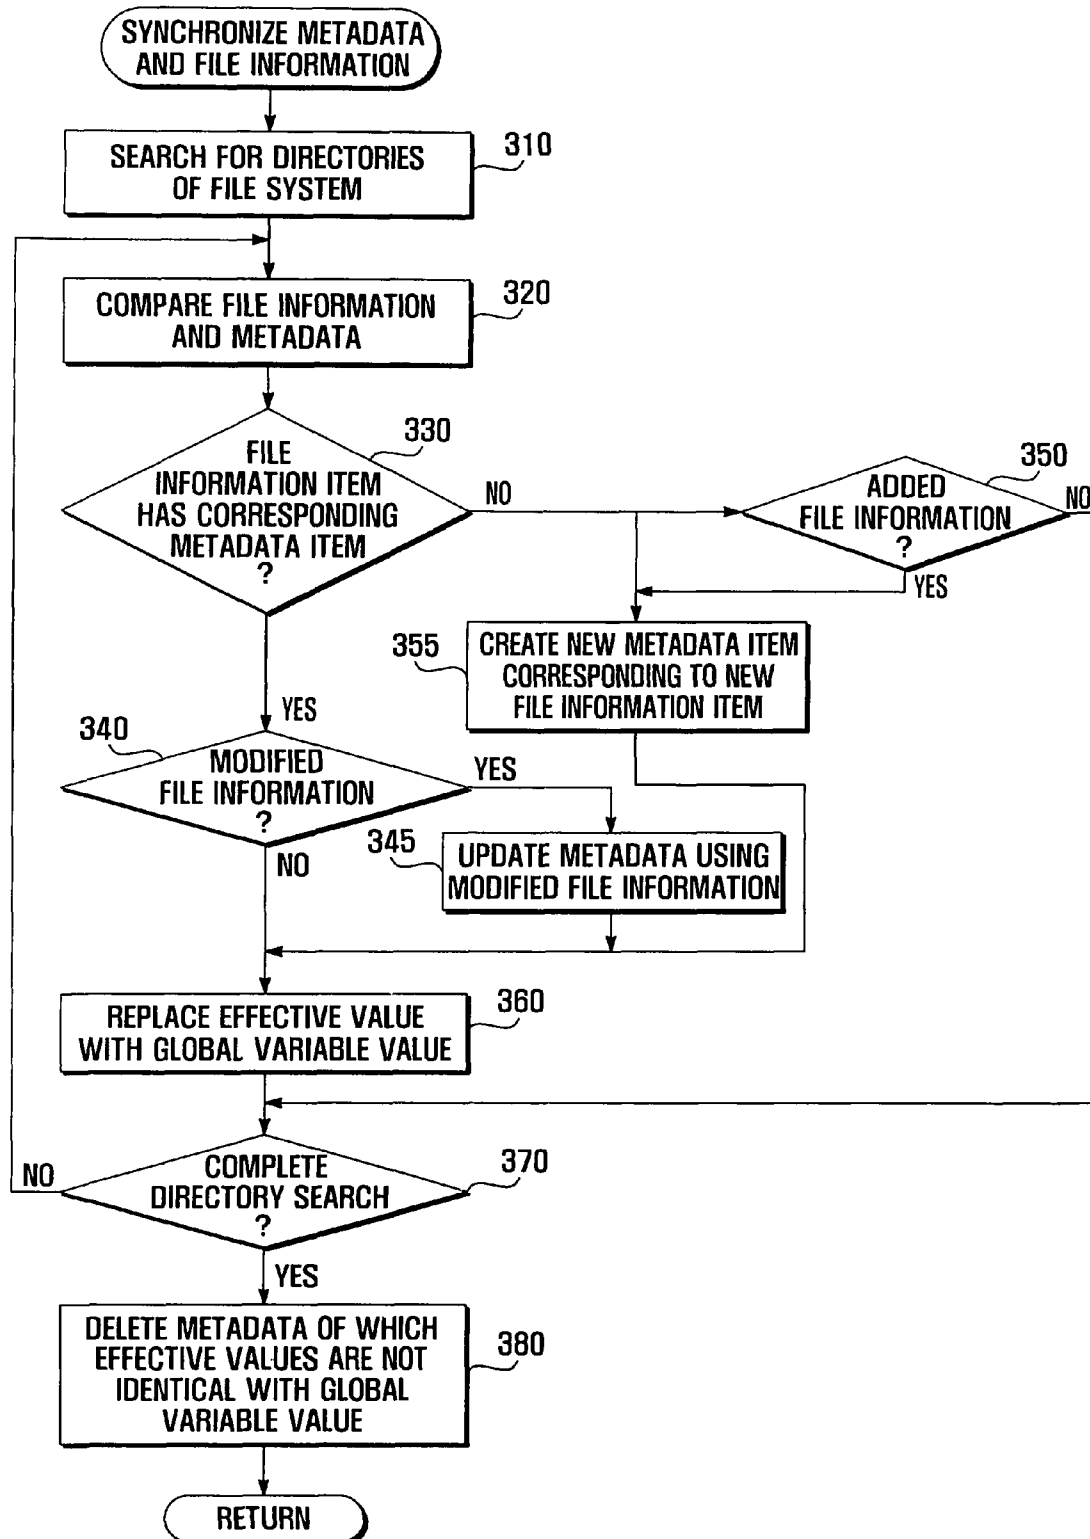 SYNCHRONIZE METADATA
AND FILE INFORMATION
SEARCH FOR DIRECTORIES
OF FILE SYSTEM
310
COMPARE FILE INFORMATION
AND METADATA
320
FILE
INFORMATION ITEM
HAS CORRESPONDING
METADATA ITEM
?
330
NO
ADDED
FILE INFORMATION
?
350
NO
YES
355
CREATE NEW METADATA ITEM
CORRESPONDING TO NEW
FILE INFORMATION ITEM
YES
340
MODIFIED
FILE INFORMATION
?
YES
NO
345
UPDATE METADATA USING
MODIFIED FILE INFORMATION
REPLACE EFFECTIVE VALUE
WITH GLOBAL VARIABLE VALUE
360
NO
COMPLETE
DIRECTORY SEARCH
?
370
YES
DELETE METADATA OF WHICH
EFFECTIVE VALUES ARE NOT
IDENTICAL WITH GLOBAL
VARIABLE VALUE
380
RETURN